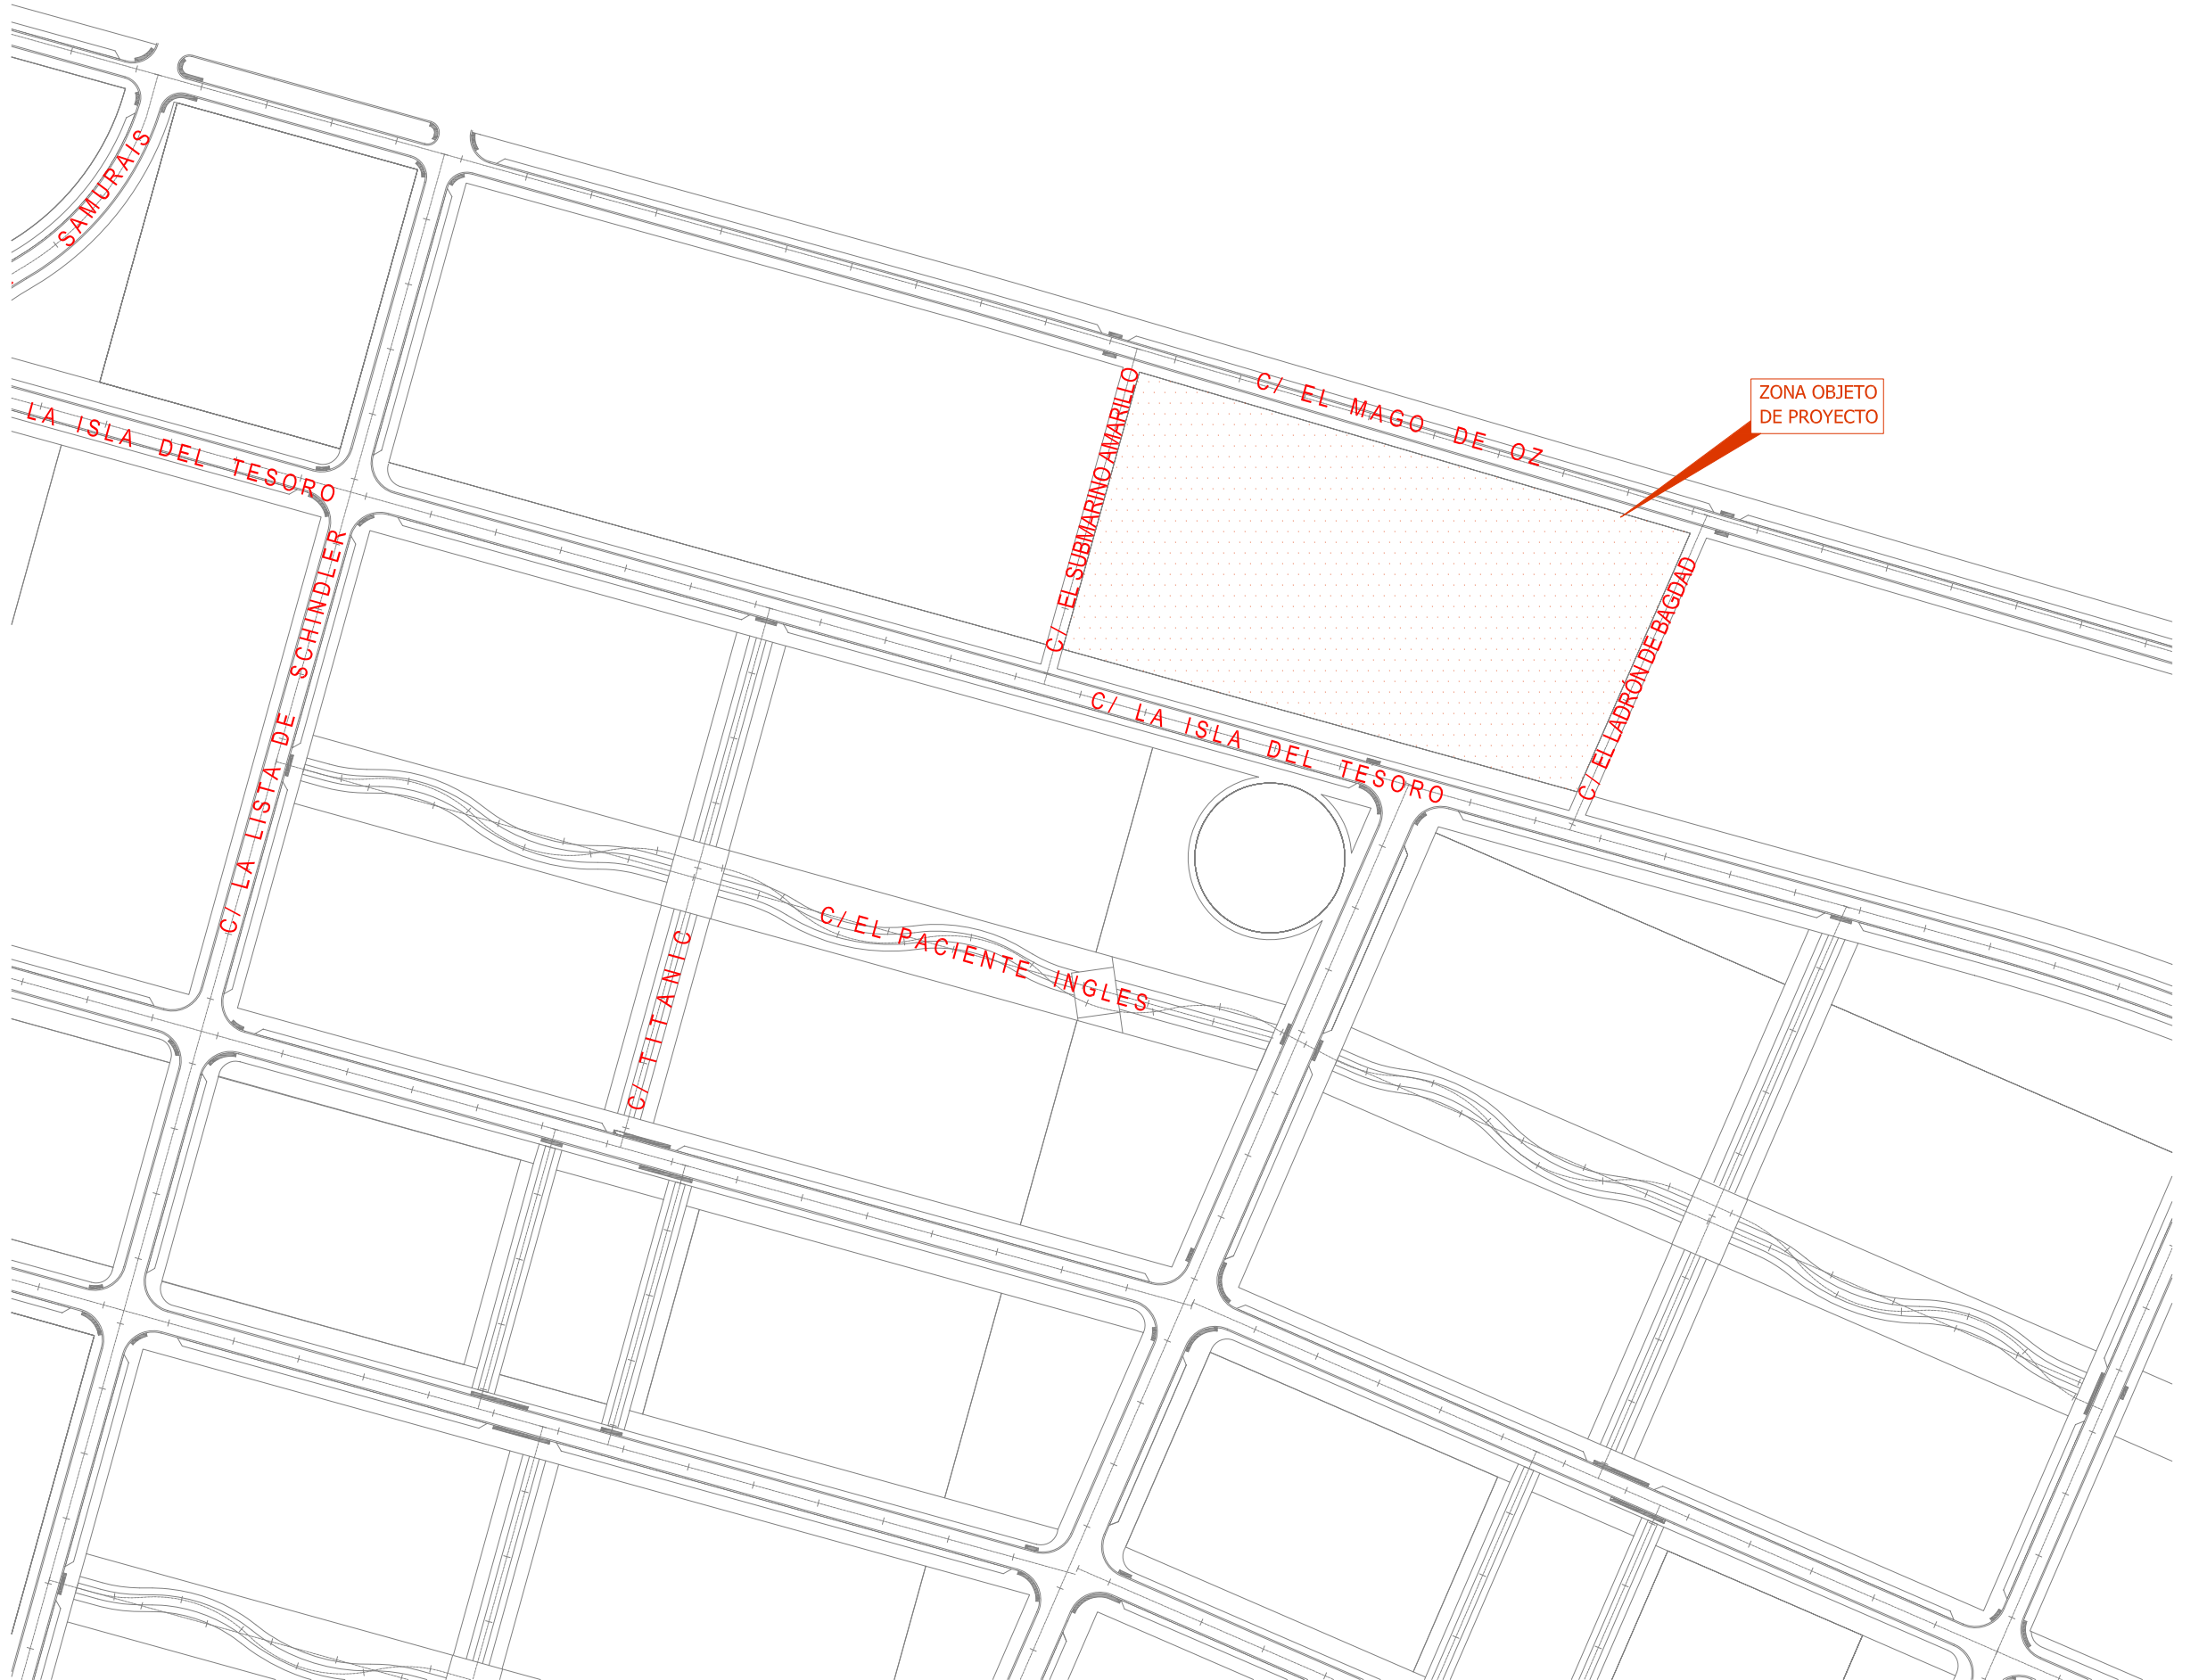 SAMURAIS
LA ISLA DEL TESORO
C/ LA LISTA DE SCHINDLER
C/ EL SUBMARINO AMARILLO
C/ EL MAGO DE OZ
ZONA OBJETO
DE PROYECTO
C/ EL LADRÓN DE BAGDAD
C/ LA ISLA DEL TESORO
C/ EL PACIENTE INGLES
C/ TITANIC